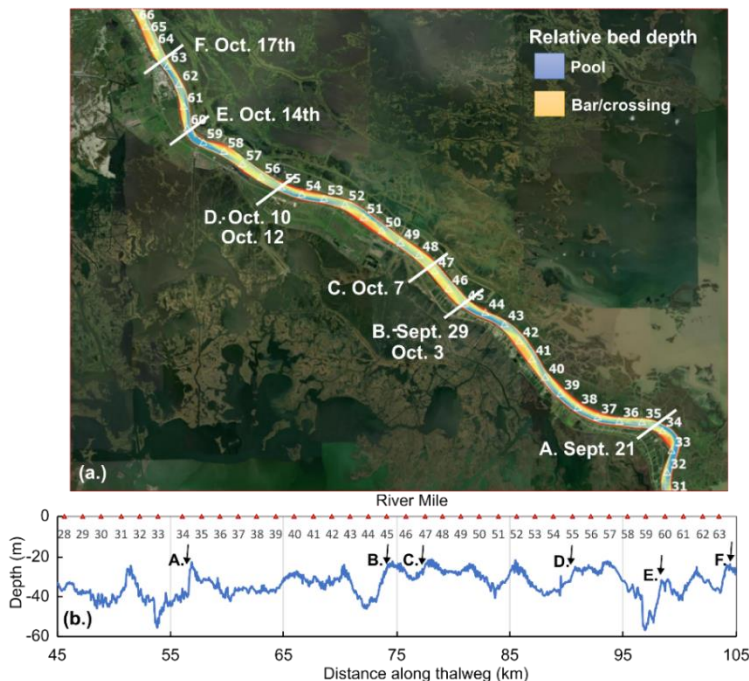 66
65
64
F. Oct. 17th
63
62
61
E. Oct. 14th
60
59
58
57
56
55
54
53
52
D. Oct. 10
Oct. 12
51
50
49
48
47
C. Oct. 7
46
45
44
43
B. Sept. 29
Oct. 3
42
41
40
39
38
37
36
35
34
A. Sept. 21
33
32
31
Relative bed depth
Pool
Bar/crossing
(a.)
River Mile
28 29 30 31 32 33 34 35 36 37 38 39 40 41 42 43 44 45 46 47 48 49 50 51 52 53 54 55 56 57 58 59 60 61 62 63
A. B. C. D. E. F.
Depth (m)
0
-20
-40
-60
(b.)
45 55 65 75 85 95 105
Distance along thalweg (km)